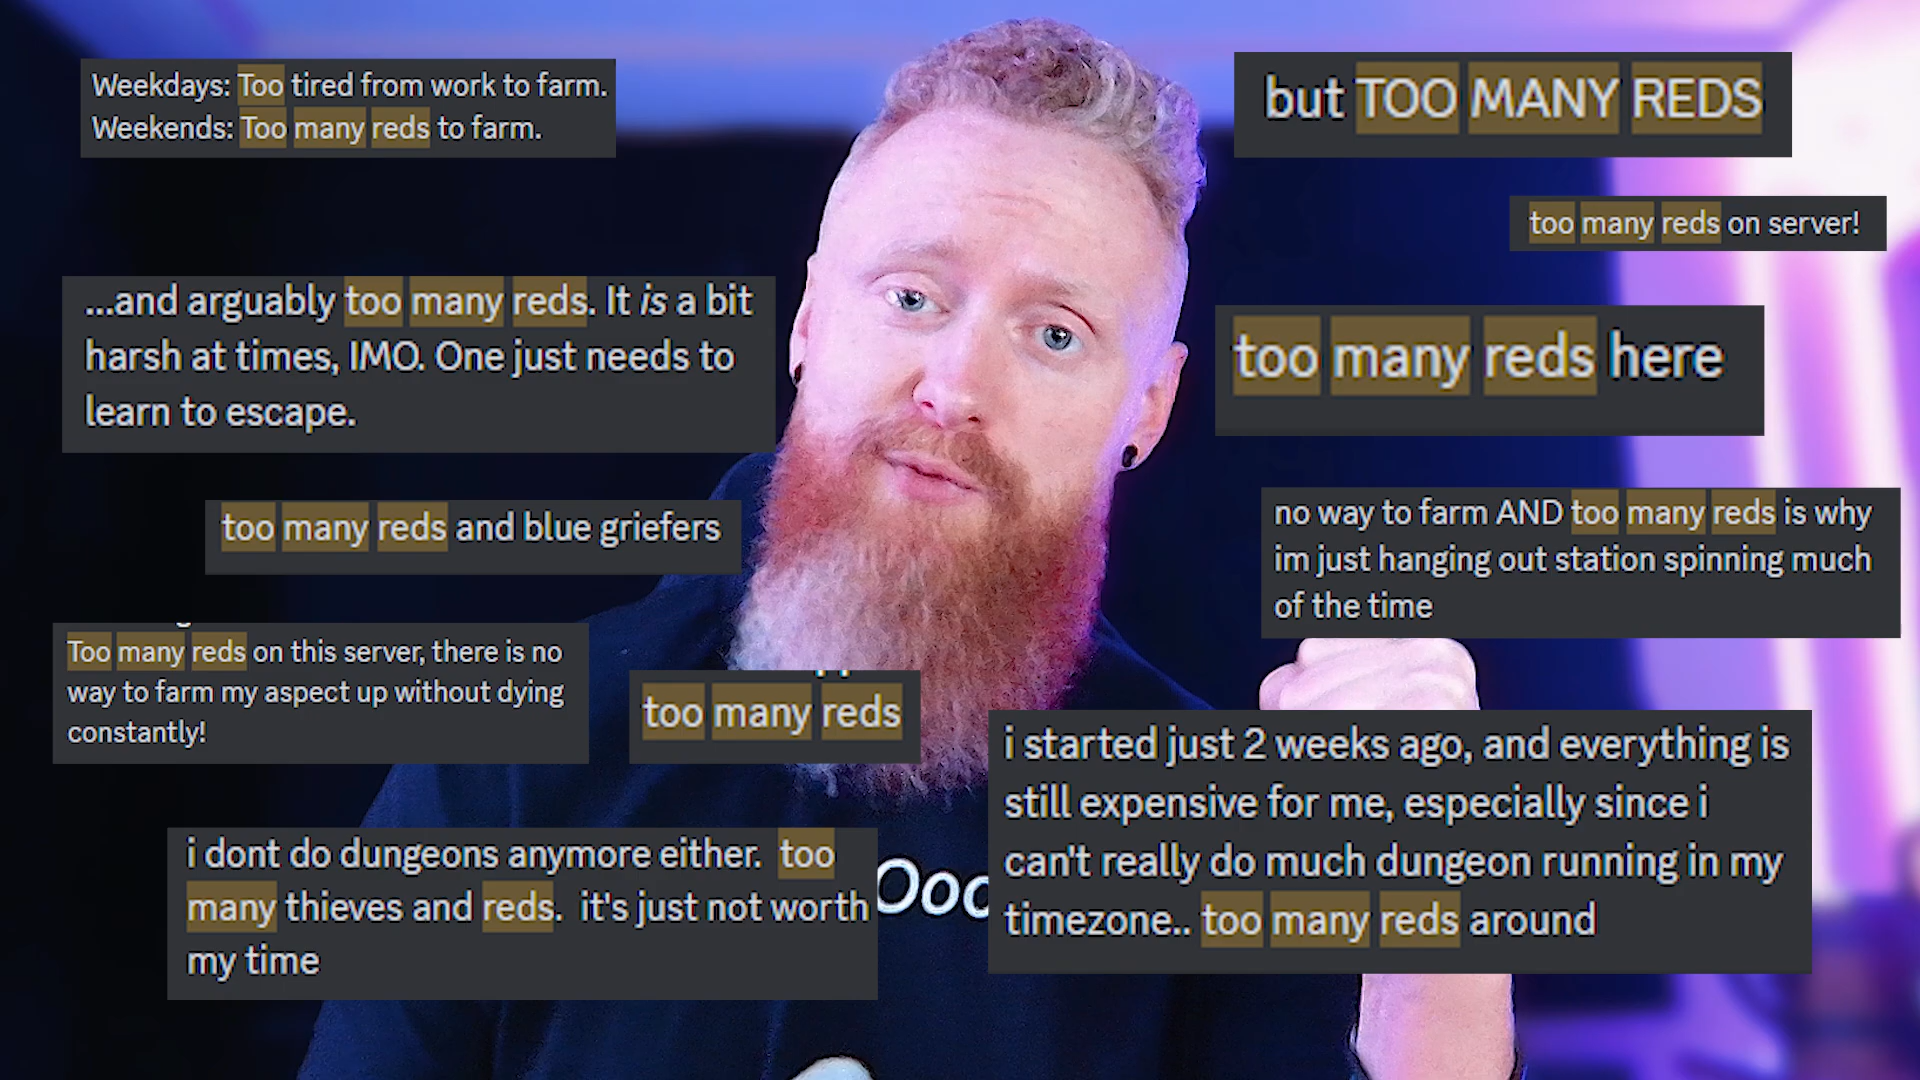 Weekdays: Too tired from work to farm.
Weekends: Too many reds to farm.
but TOO MANY REDS
too many reds on server!
...and arguably too many reds. It is a bit
harsh at times, IMO. One just needs to
learn to escape.
too many reds here
too many reds and blue griefers
no way to farm AND too many reds is why
im just hanging out station spinning much
of the time
Too many reds on this server, there is no
way to farm my aspect up without dying
constantly!
too many reds
i started just 2 weeks ago, and everything is
still expensive for me, especially since i
can't really do much dungeon running in my
timezone.. too many reds around
i dont do dungeons anymore either.  too
many thieves and reds.  it's just not worth
my time